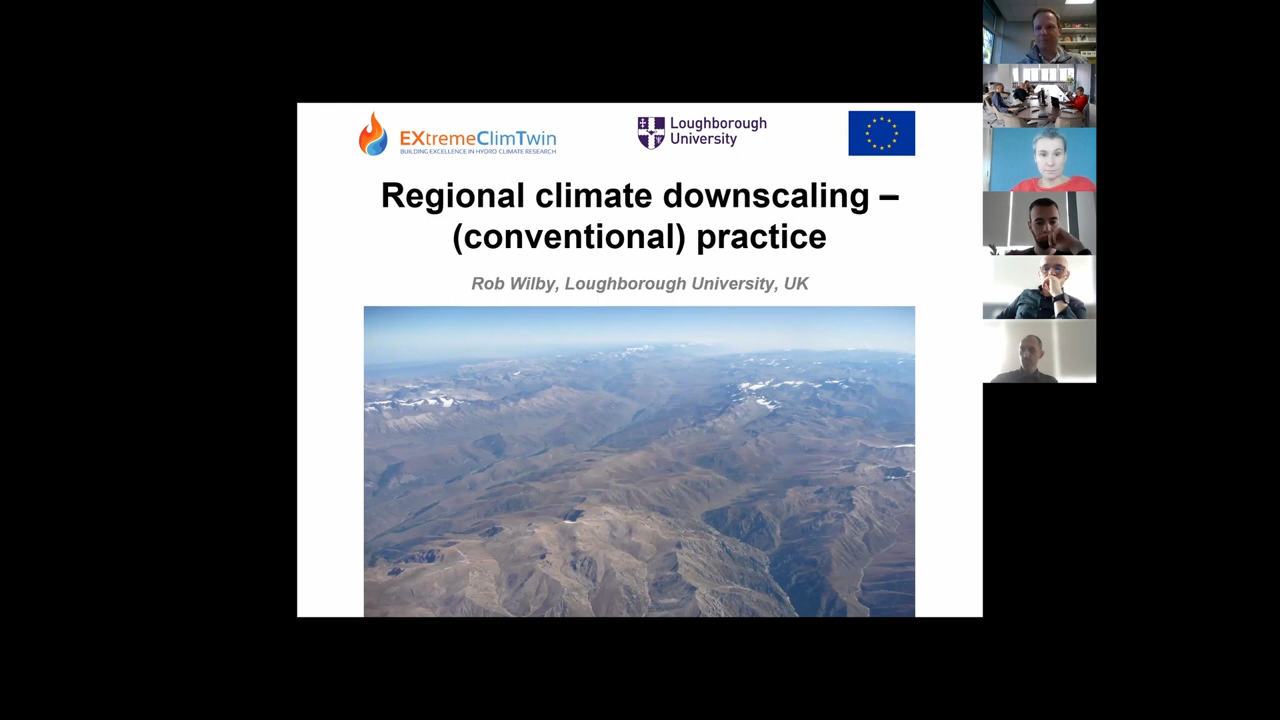 EXtremeClimTwin
BUILDING EXCELLENCE IN HYDRO CLIMATE RESEARCH
Loughborough
University
Regional climate downscaling –
(conventional) practice
Rob Wilby, Loughborough University, UK